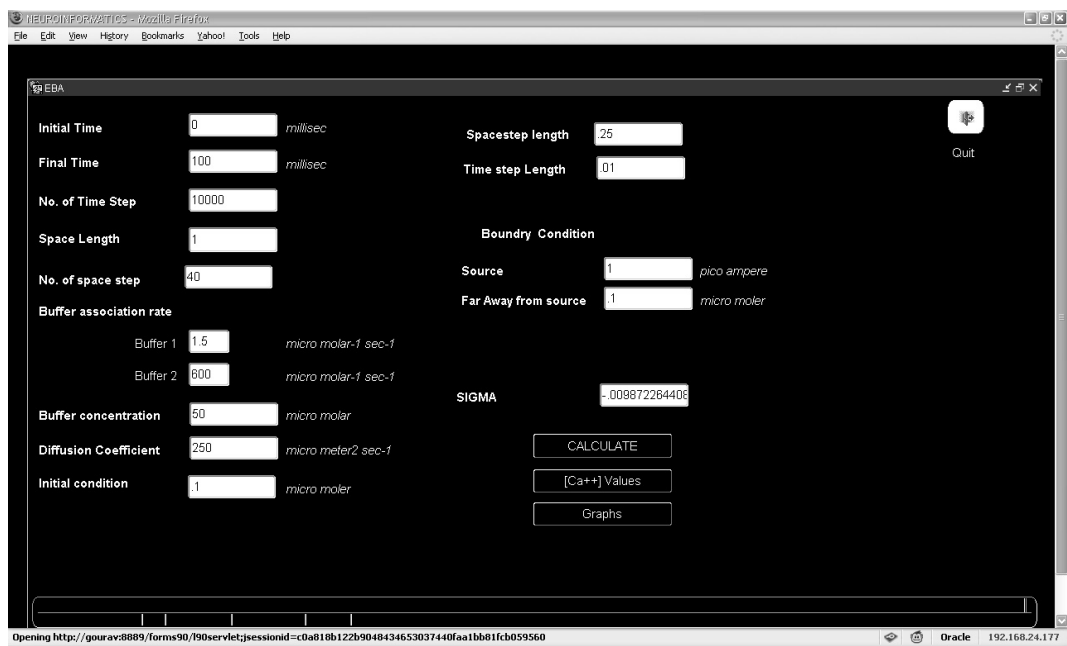 NEUROINFORMATICS - Mozilla Firefox
File Edit View History Bookmarks Yahoo! Tools Help
EBA
Initial Time 0 millisec
Final Time 100 millisec
No. of Time Step 10000
Space Length 1
No. of space step 40
Buffer association rate
Buffer 1 1.5 micro molar-1 sec-1
Buffer 2 600 micro molar-1 sec-1
Buffer concentration 50 micro molar
Diffusion Coefficient 250 micro meter2 sec-1
Initial condition .1 micro moler
Spacestep length .25
Time step Length .01
Boundry Condition
Source 1 pico ampere
Far Away from source .1 micro moler
SIGMA -.009872264408
CALCULATE
[Ca++] Values
Graphs
Quit
Opening http://gourav:8889/forms90/l90servlet;jsessionid=c0a818b122b9048434653037440faa1bb81fcb059560
Oracle 192.168.24.177